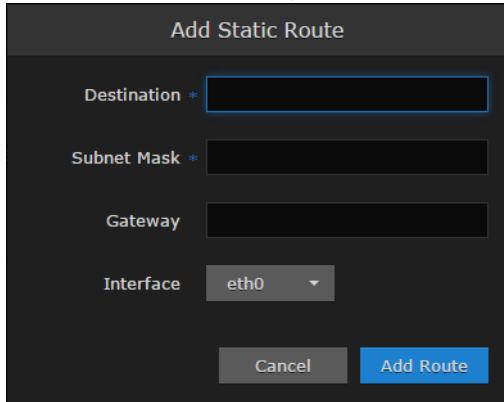 Add Static Route
Destination *
Subnet Mask *
Gateway
Interface eth0
Cancel Add Route